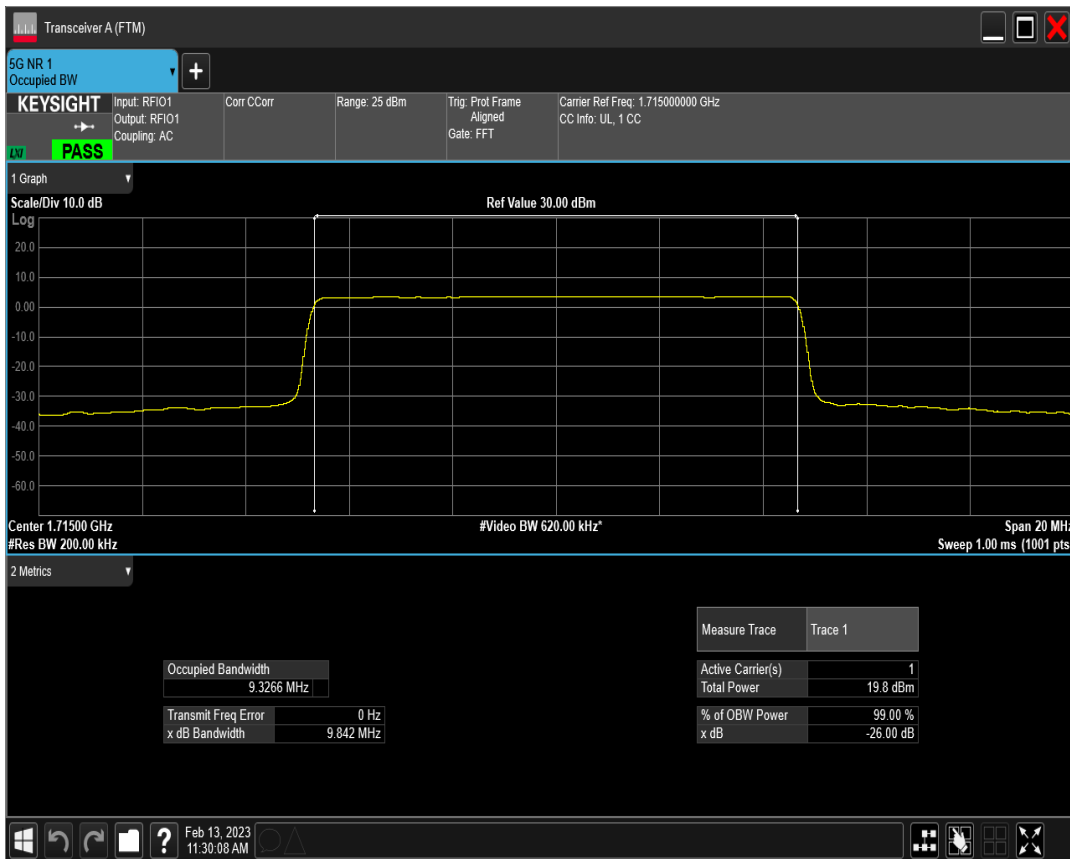 Transceiver A (FTM)
5G NR 1
Occupied BW
+
KEYSIGHT
LXI
PASS
Input: RFIO1
Output: RFIO1
Coupling: AC
Corr CCorr
Range: 25 dBm
Trig: Prot Frame
Aligned
Gate: FFT
Carrier Ref Freq: 1.715000000 GHz
CC Info: UL, 1 CC
1 Graph
Scale/Div 10.0 dB
Ref Value 30.00 dBm
Log
20.0
10.0
0.00
-10.0
-20.0
-30.0
-40.0
-50.0
-60.0
Center 1.71500 GHz
#Video BW 620.00 kHz*
Span 20 MHz
#Res BW 200.00 kHz
Sweep 1.00 ms (1001 pts
2 Metrics
Measure Trace Trace 1
Occupied Bandwidth
9.3266 MHz
Active Carrier(s) 1
Total Power 19.8 dBm
Transmit Freq Error 0 Hz
x dB Bandwidth 9.842 MHz
% of OBW Power 99.00 %
x dB -26.00 dB
?
Feb 13, 2023
11:30:08 AM